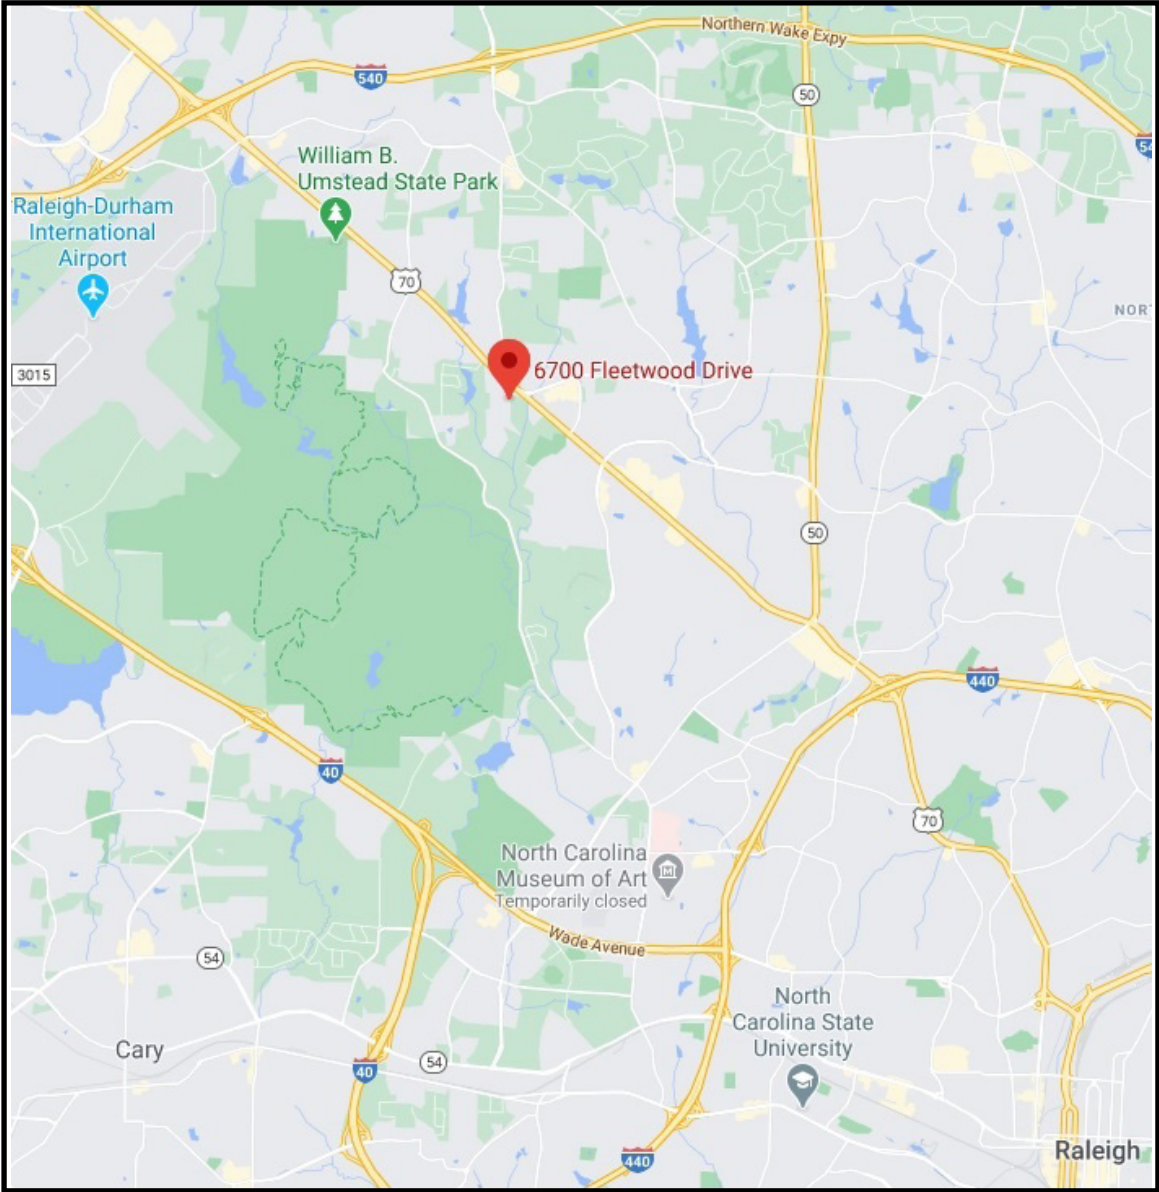 Northern Wake Expy
540
50
54
William B.
Umstead State Park
Raleigh-Durham
International
Airport
70
NOR
3015
6700 Fleetwood Drive
50
440
40
70
North Carolina
Museum of Art
Temporarily closed
Wade Avenue
54
North
Carolina State
University
Cary
54
40
Raleigh
440